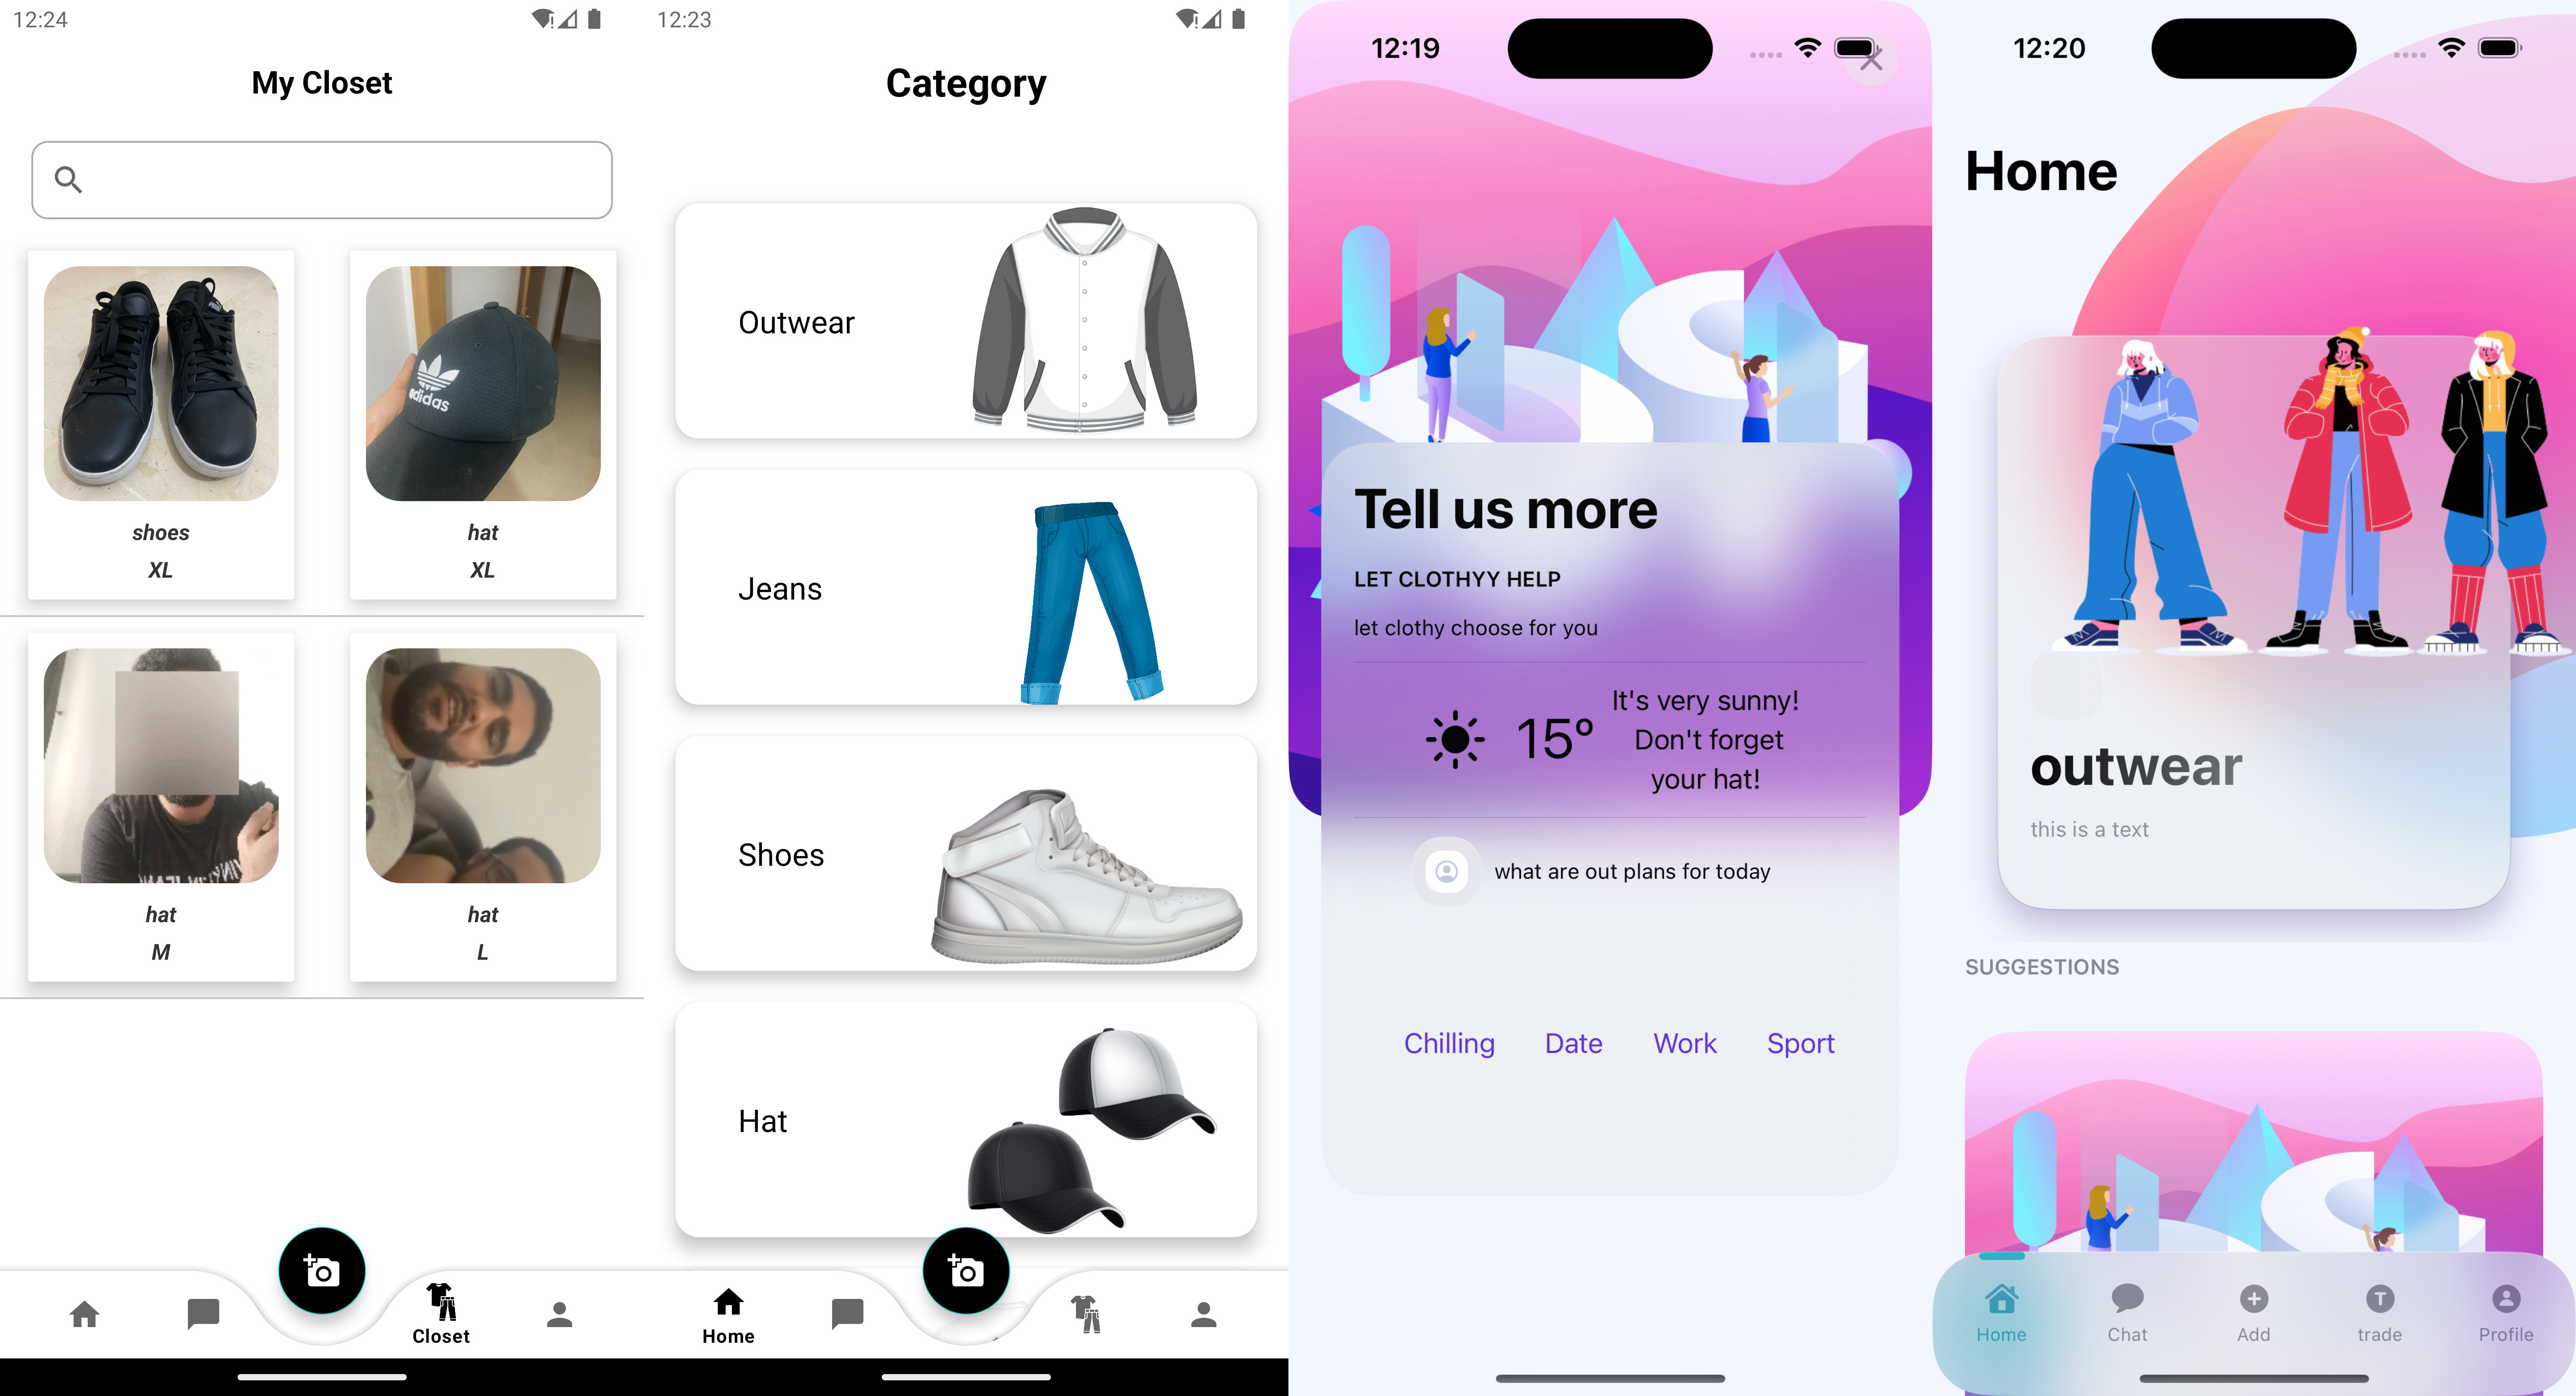 12:24
My Closet
adidas
shoes
XL
hat
XL
hat
M
hat
L
Closet
12:23
Category
Outwear
Jeans
Shoes
Hat
Home
12:19
Tell us more
LET CLOTHYY HELP
let clothy choose for you
15°
It's very sunny!
Don't forget
your hat!
what are out plans for today
Chilling Date Work Sport
12:20
Home
outwear
this is a text
SUGGESTIONS
T
Home Chat Add trade Profile